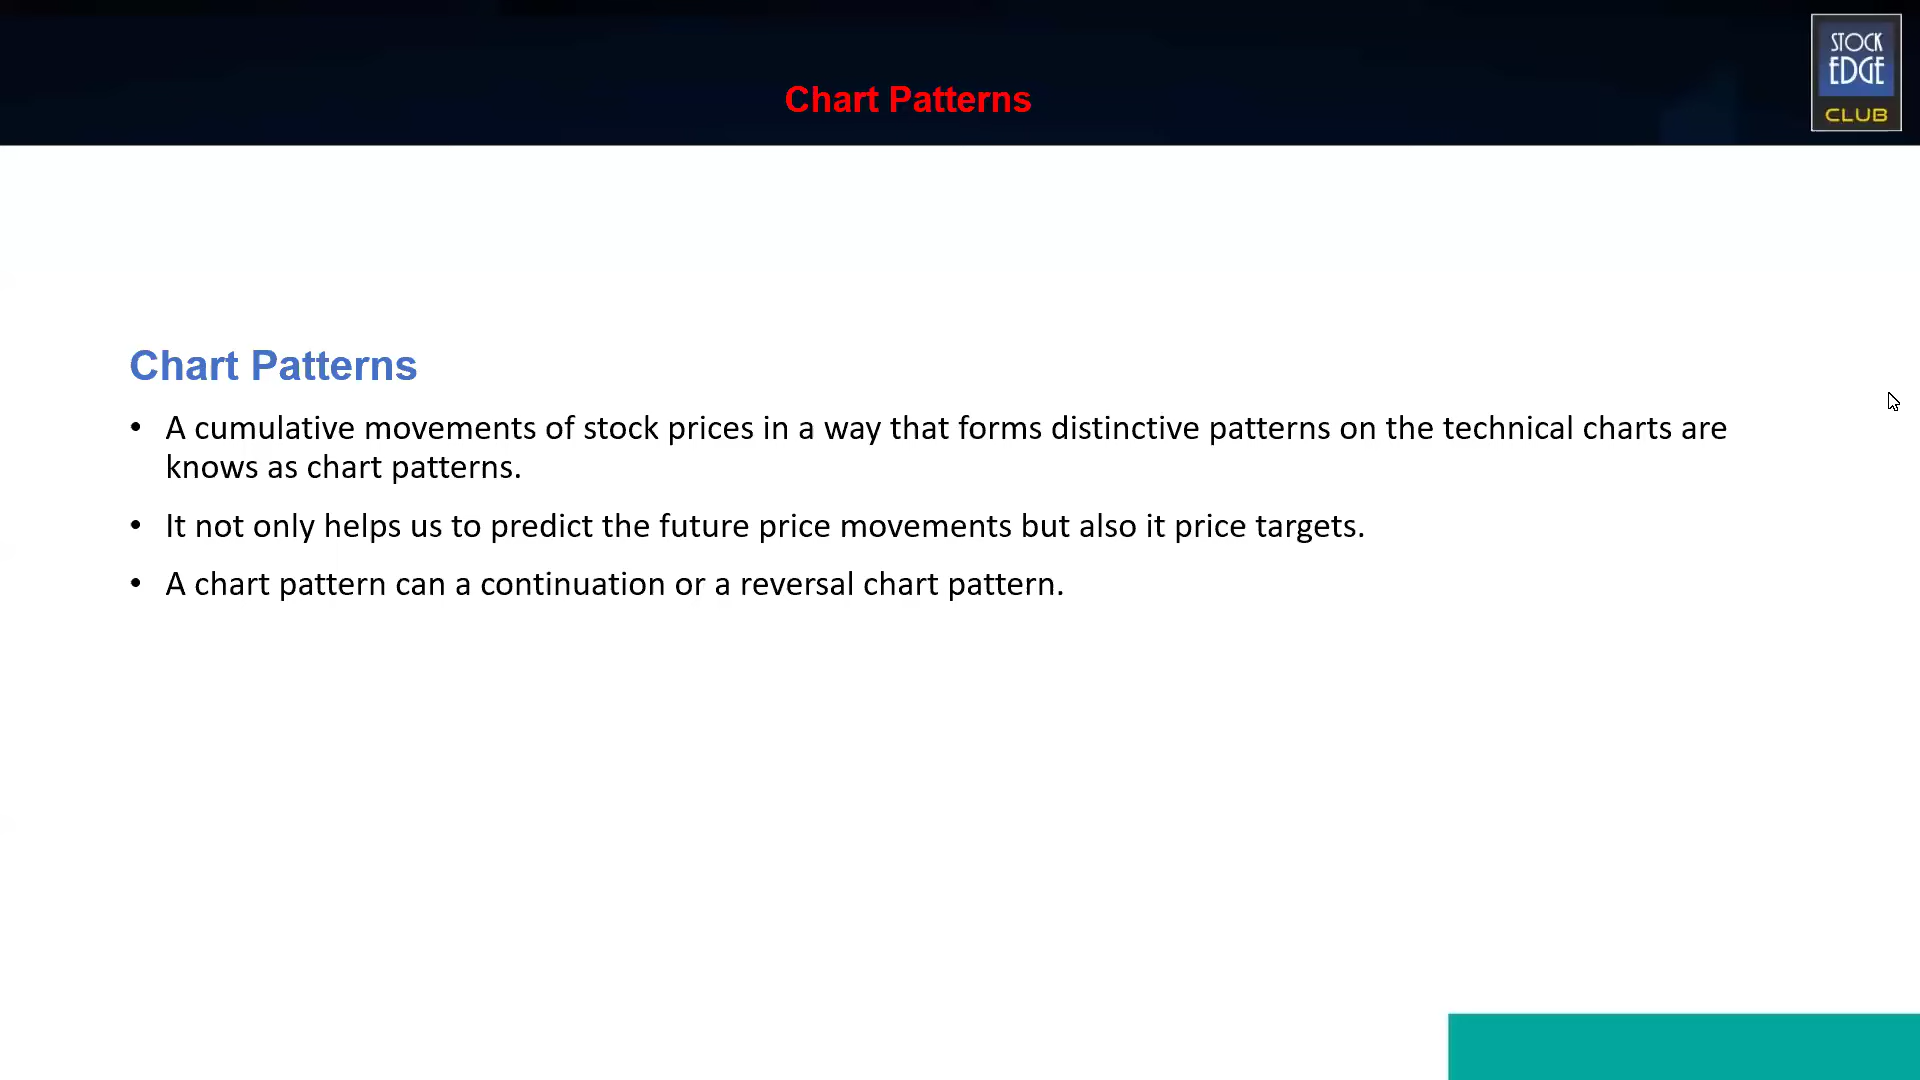 Chart Patterns
STOCK
EDGE
CLUB
Chart Patterns
• A cumulative movements of stock prices in a way that forms distinctive patterns on the technical charts are
knows as chart patterns.
• It not only helps us to predict the future price movements but also it price targets.
• A chart pattern can a continuation or a reversal chart pattern.